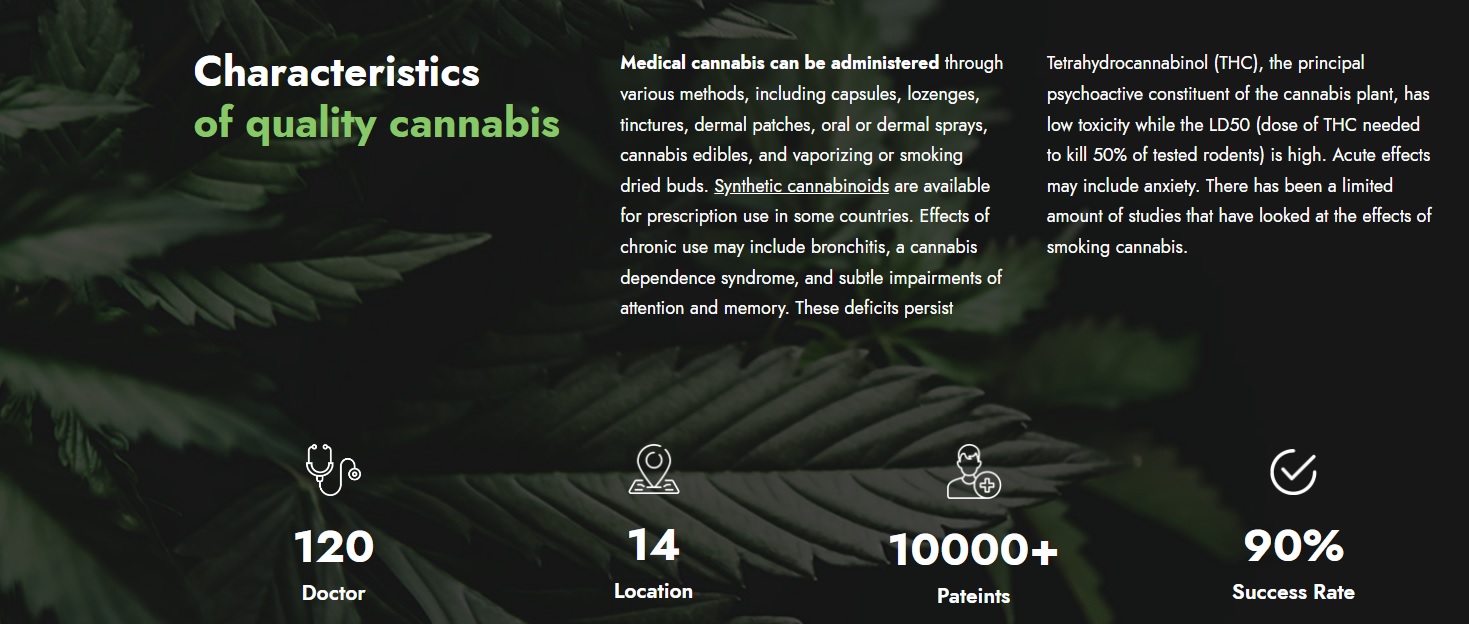 Characteristics
of quality cannabis
Medical cannabis can be administered through
various methods, including capsules, lozenges,
tinctures, dermal patches, oral or dermal sprays,
cannabis edibles, and vaporizing or smoking
dried buds. Synthetic cannabinoids are available
for prescription use in some countries. Effects of
chronic use may include bronchitis, a cannabis
dependence syndrome, and subtle impairments of
attention and memory. These deficits persist
Tetrahydrocannabinol (THC), the principal
psychoactive constituent of the cannabis plant, has
low toxicity while the LD50 (dose of THC needed
to kill 50% of tested rodents) is high. Acute effects
may include anxiety. There has been a limited
amount of studies that have looked at the effects of
smoking cannabis.
120
Doctor
14
Location
10000+
Pateints
90%
Success Rate